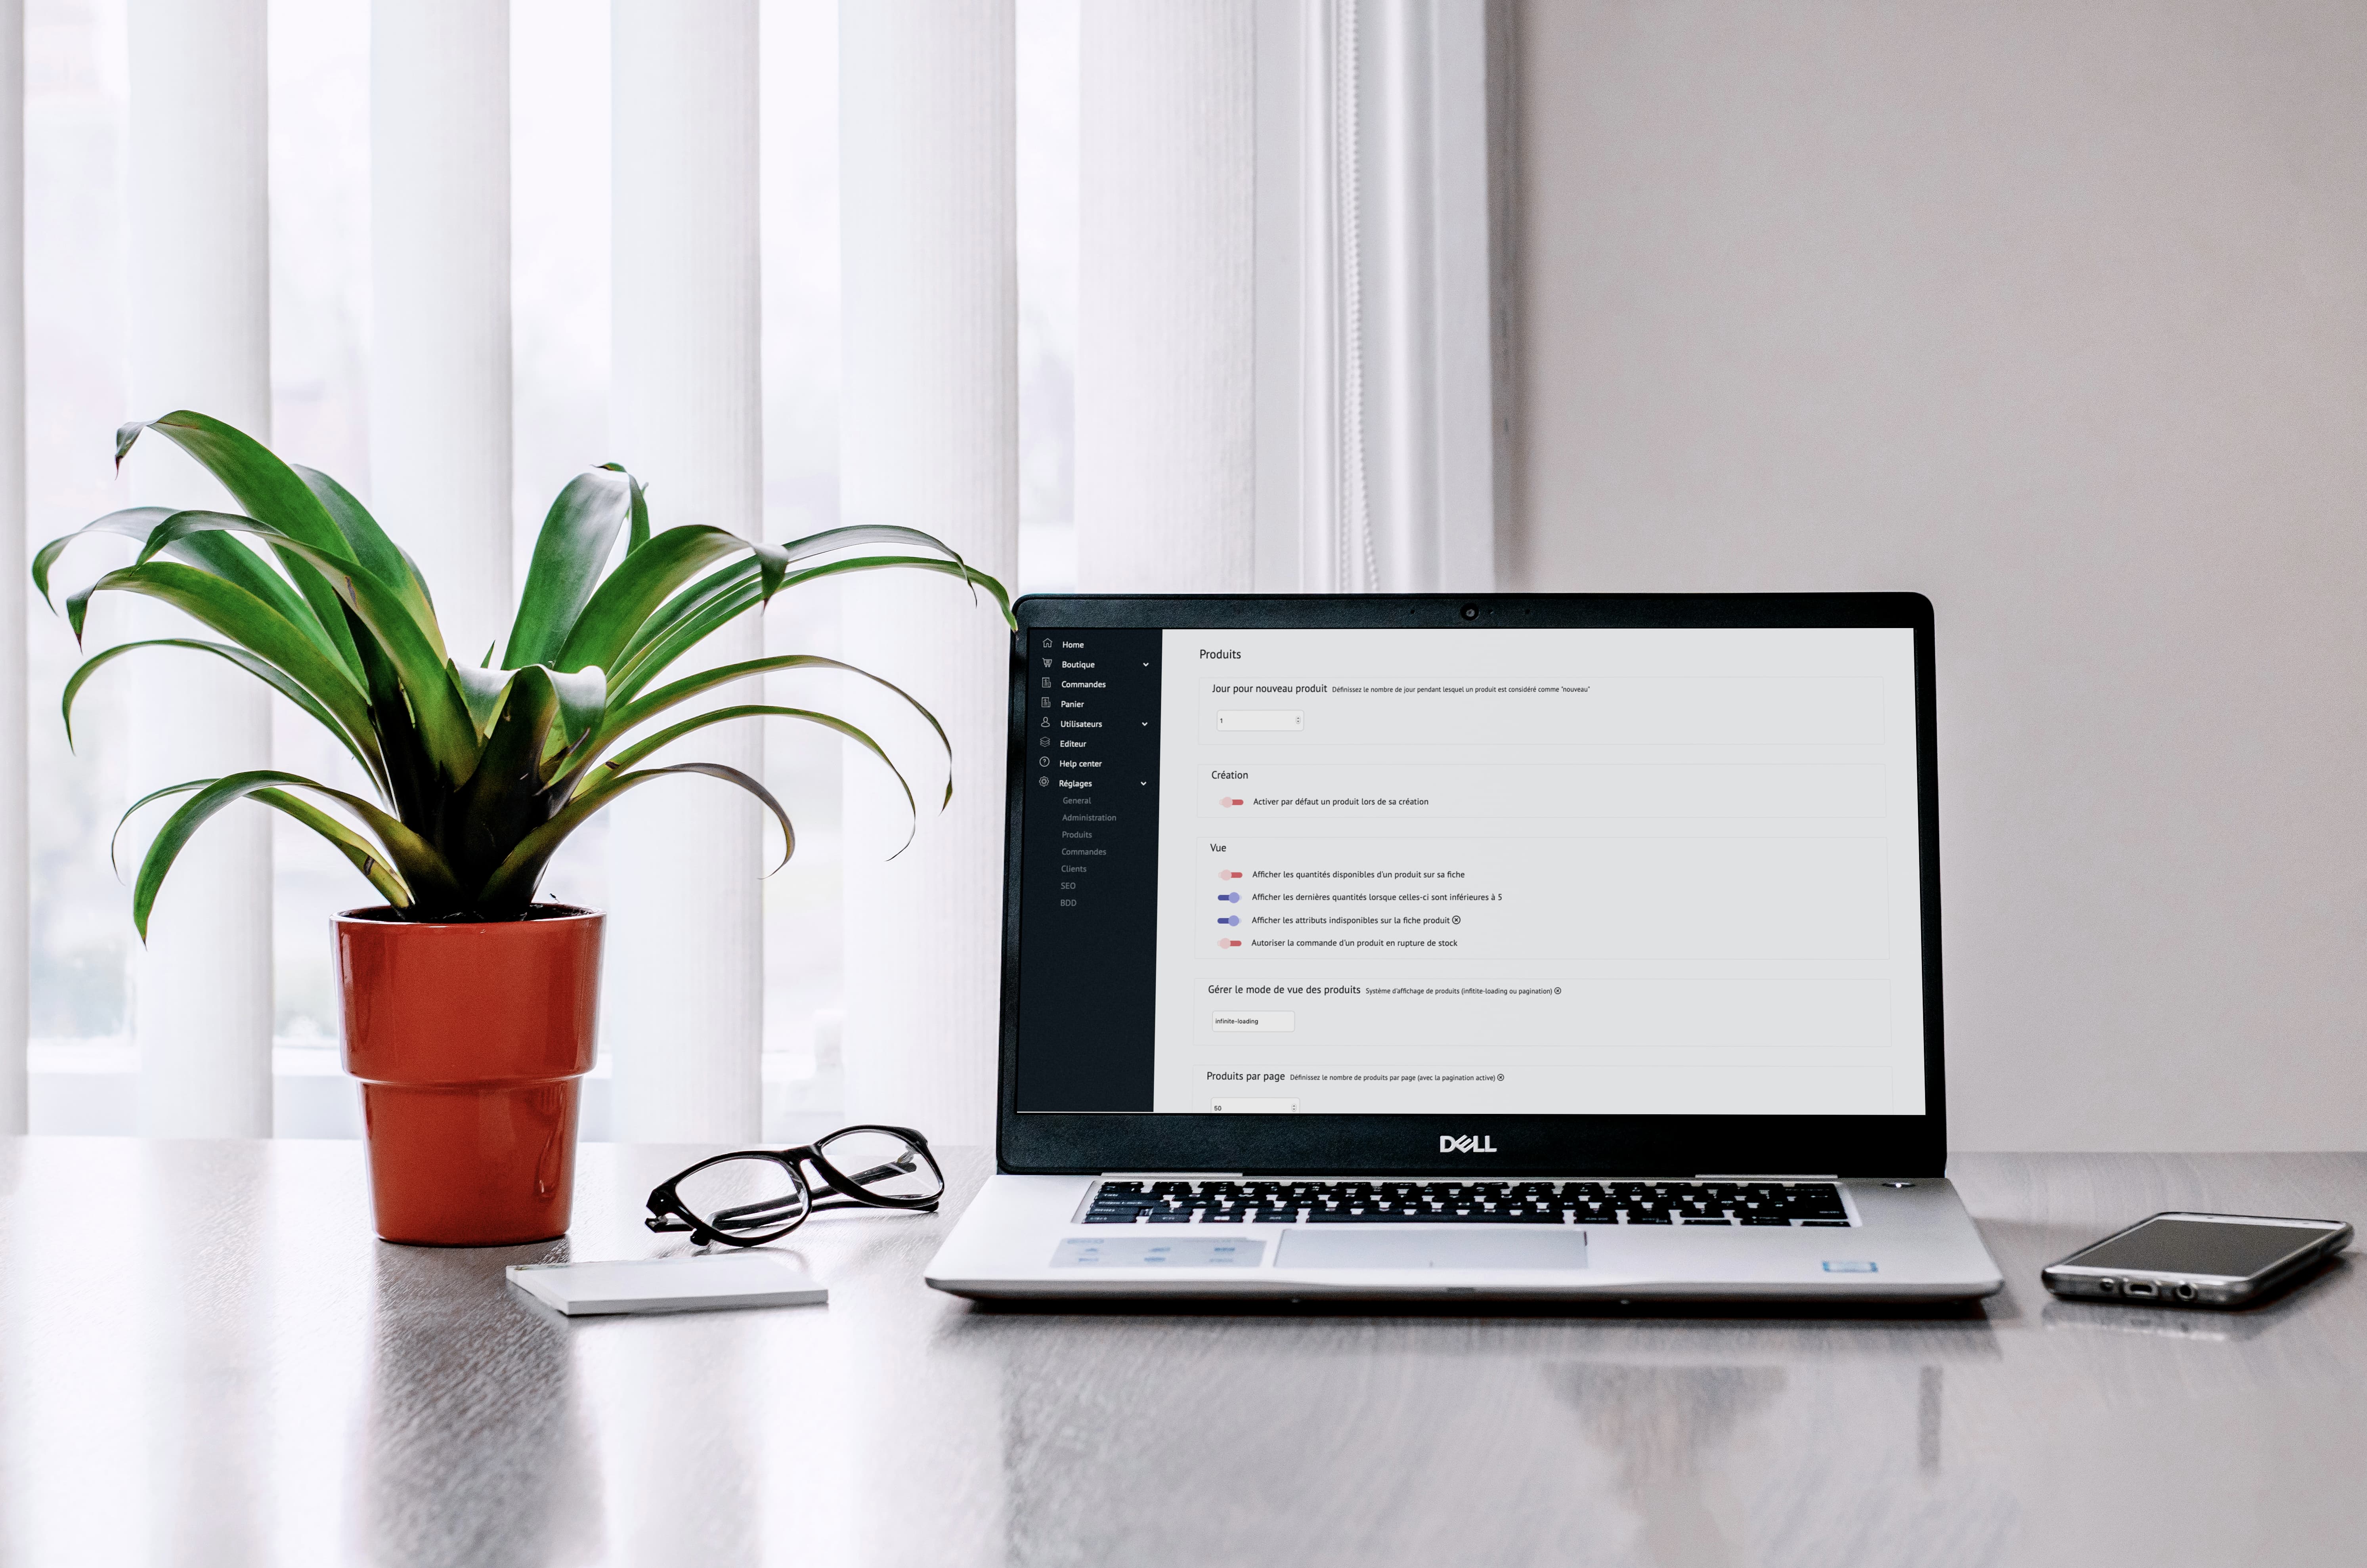 Home
Boutique
Commandes
Panier
Utilisateurs
Editeur
Help center
Réglages
General
Administration
Produits
Commandes
Clients
SEO
BDD
Produits
Jour pour nouveau produit Définissez le nombre de jour pendant lesquel un produit est considéré comme "nouveau"
1
Création
Activer par défaut un produit lors de sa création
Vue
Afficher les quantités disponibles d'un produit sur sa fiche
Afficher les dernières quantités lorsque celles-ci sont inférieures à 5
Afficher les attributs indisponibles sur la fiche produit
Autoriser la commande d'un produit en rupture de stock
Gérer le mode de vue des produits Système d'affichage de produits (infitite-loading ou pagination)
infinite-loading
Produits par page Définissez le nombre de produits par page (avec la pagination active)
50
DELL